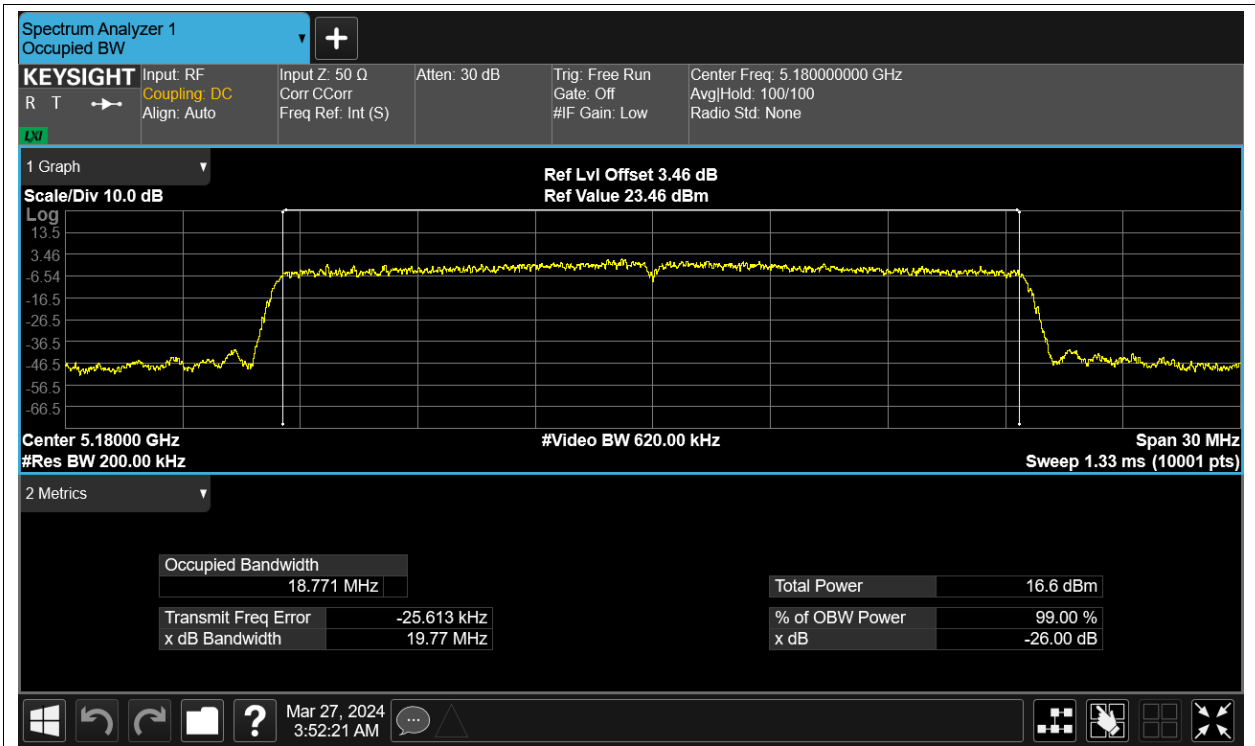 Spectrum Analyzer 1
Occupied BW
KEYSIGHT
R T
LXI
Input: RF
Coupling: DC
Align: Auto
Input Z: 50 Ω
Corr CCorr
Freq Ref: Int (S)
Atten: 30 dB
Trig: Free Run
Gate: Off
#IF Gain: Low
Center Freq: 5.180000000 GHz
Avg|Hold: 100/100
Radio Std: None
1 Graph
Scale/Div 10.0 dB
Ref Lvl Offset 3.46 dB
Ref Value 23.46 dBm
Log
13.5
3.46
-6.54
-16.5
-26.5
-36.5
-46.5
-56.5
-66.5
Center 5.18000 GHz
#Video BW 620.00 kHz
Span 30 MHz
#Res BW 200.00 kHz
Sweep 1.33 ms (10001 pts)
2 Metrics
Occupied Bandwidth
18.771 MHz
Transmit Freq Error -25.613 kHz
x dB Bandwidth 19.77 MHz
Total Power 16.6 dBm
% of OBW Power 99.00 %
x dB -26.00 dB
?
Mar 27, 2024
3:52:21 AM